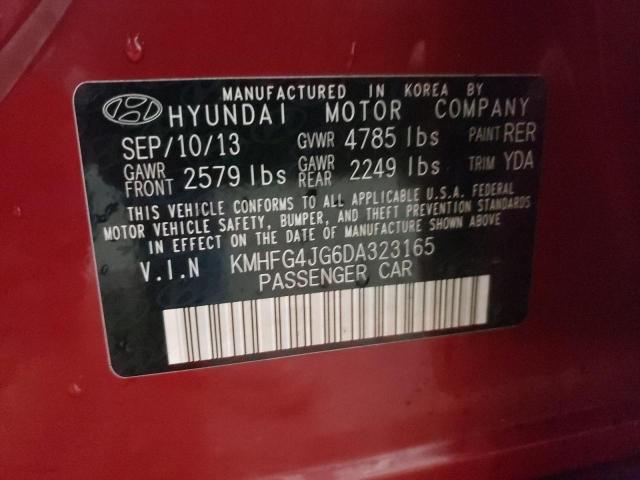 MANUFACTURED IN KOREA BY
HYUNDAI MOTOR COMPANY
SEP/10/13 GVWR 4785 lbs PAINT RER
GAWR FRONT 2579 lbs GAWR REAR 2249 lbs TRIM YDA
THIS VEHICLE CONFORMS TO ALL APPLICABLE U.S.A. FEDERAL
MOTOR VEHICLE SAFETY, BUMPER, AND THEFT PREVENTION STANDARDS
IN EFFECT ON THE DATE OF MANUFACTURE SHOWN ABOVE
V.I.N KMHFG4JG6DA323165
PASSENGER CAR